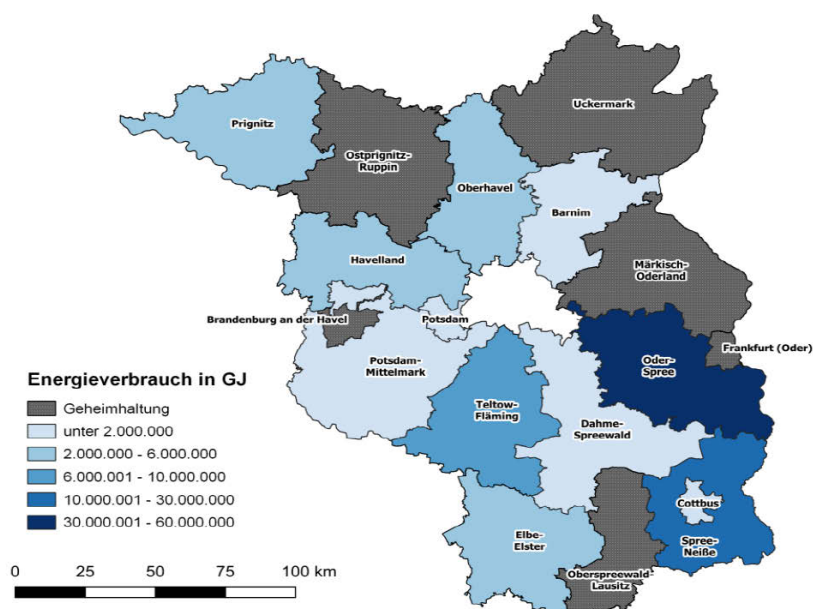 Uckermark
Prignitz
Ostprignitz-
Ruppin
Oberhavel
Barnim
Havelland
Märkisch-
Oderland
Brandenburg an der Havel
Potsdam
Frankfurt (Oder)
Potsdam-
Mittelmark
Oder-
Spree
Teltow-
Fläming
Dahme-
Spreewald
Cottbus
Elbe-
Elster
Spree-
Neiße
Oberspreewald-
Lausitz
Energieverbrauch in GJ
Geheimhaltung
unter 2.000.000
2.000.000 - 6.000.000
6.000.001 - 10.000.000
10.000.001 - 30.000.000
30.000.001 - 60.000.000
0 25 50 75 100 km